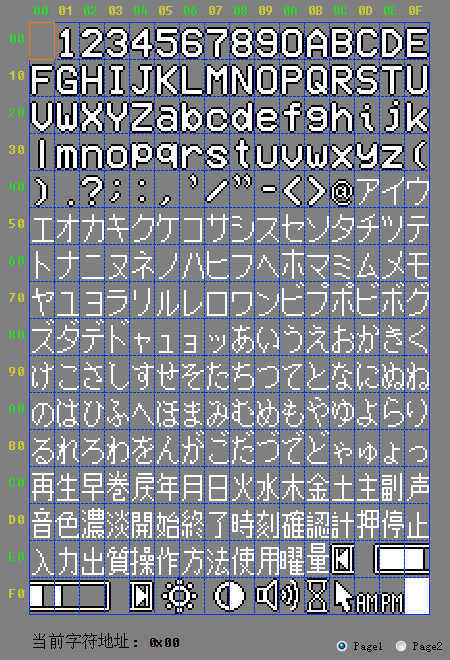 00 01 02 03 04 05 06 07 08 09 0A 0B 0C 0D 0E 0F
00 1234567890ABCDE
10 FGHIJKLMNOPQRSTU
20 VWXYZabcdefghijk
30 lmnopqrstuvwxyz(
40 ).?;:,'/"-<>@アイウ
50 エオカキクケコサシスセソタチツテ
60 トナニヌネノハヒフヘホマミムメモ
70 ヤユヨラリルレロワンピプポビボグ
80 ズダデドャュョッあいうえおかきく
90 けこさしすせそたちつてとなにぬね
A0 のはひふへほまみむめもやゆよらり
B0 るれろわをんがごだづでどゃゅょっ
C0 再生早巻戻年月日火水木金土主副声
D0 音色濃淡開始終了時刻確認計押停止
E0 入力出質操作方法使用曜量
F0 AM PM
当前字符地址: 0x00 Page1 Page2